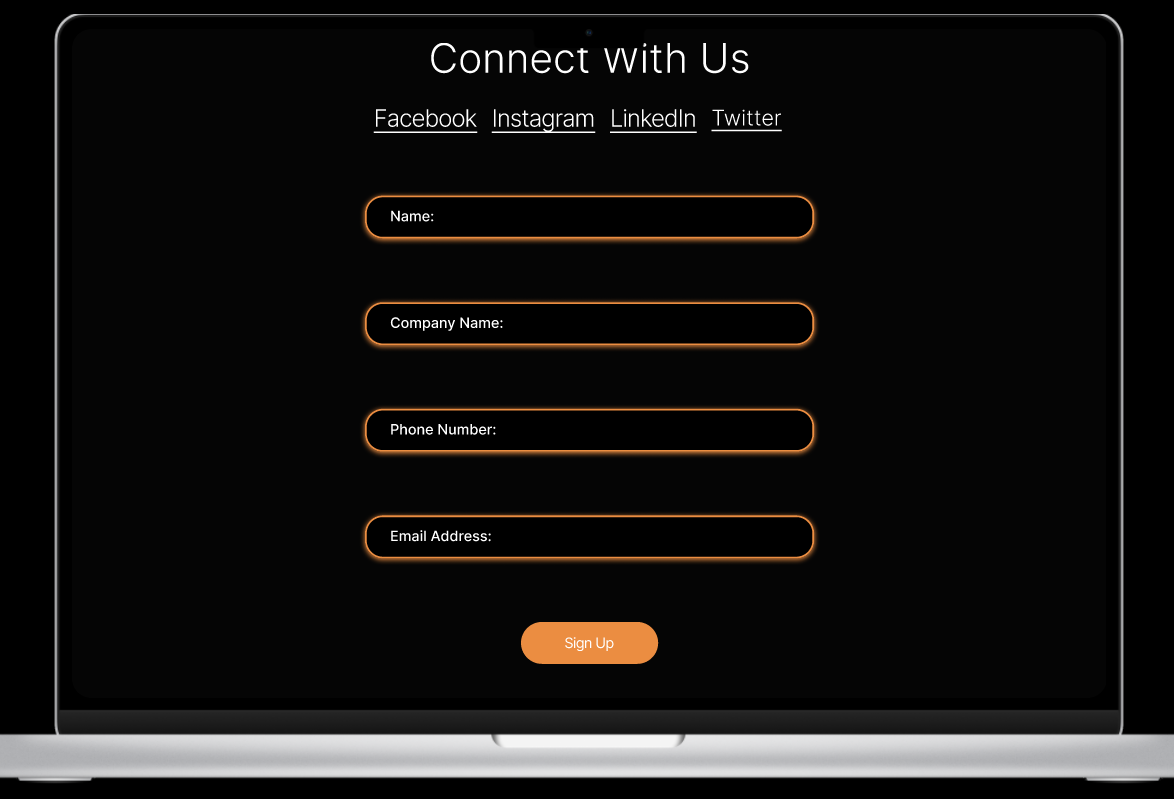 Connect with Us
Facebook Instagram LinkedIn Twitter
Name:
Company Name:
Phone Number:
Email Address:
Sign Up